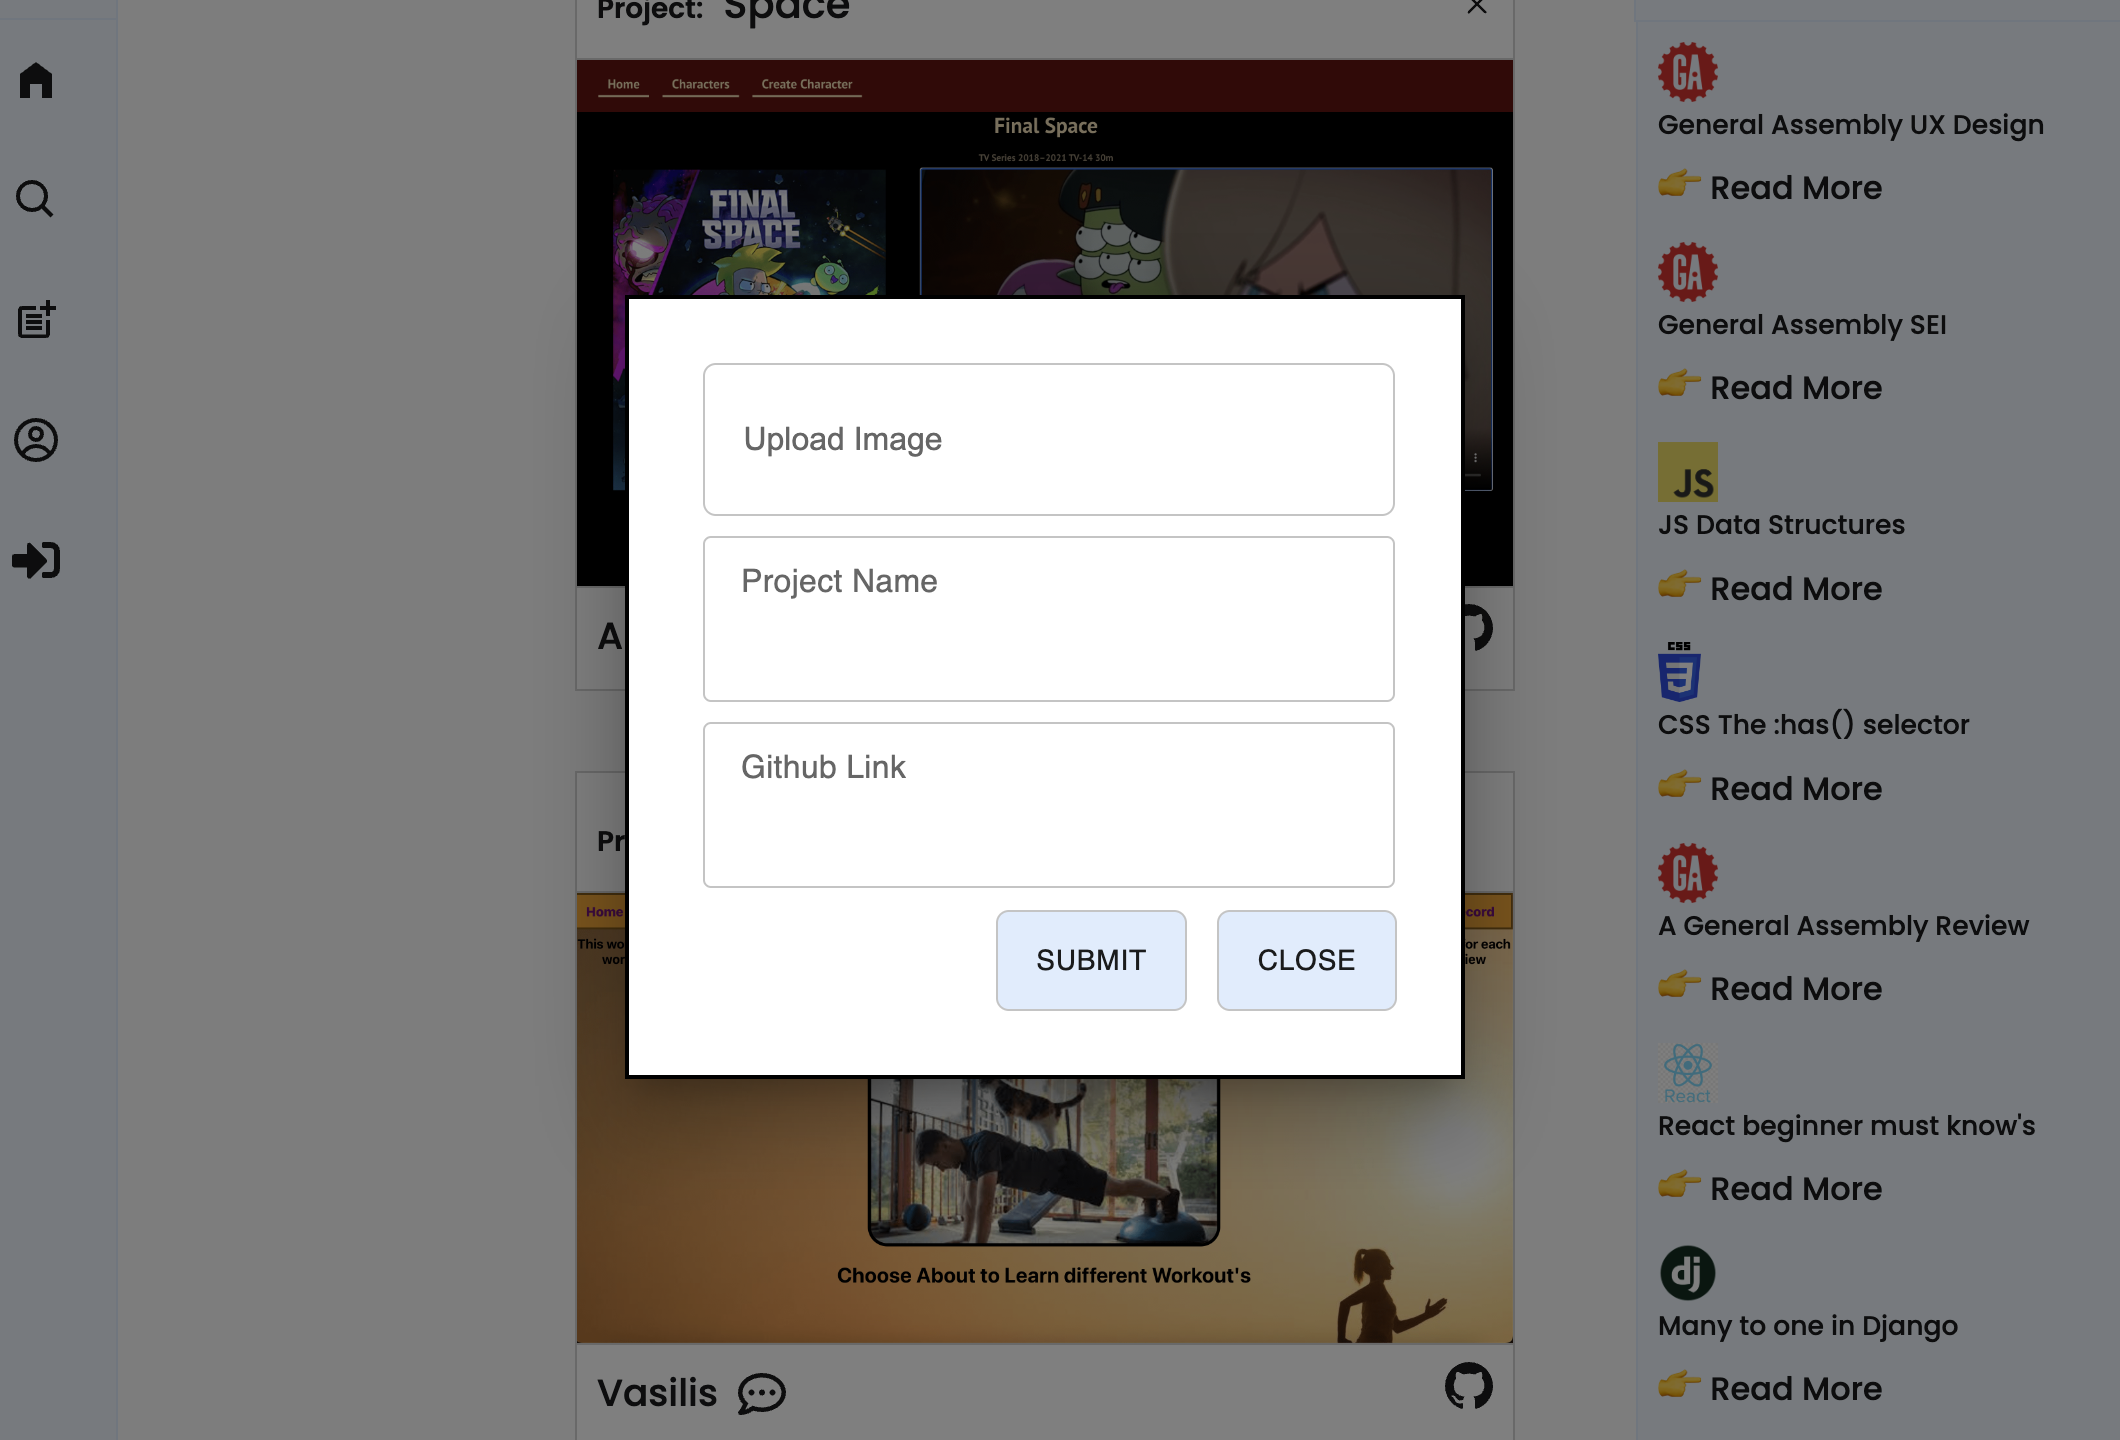 Project: Space
Home Characters Create Character
Final Space
TV Series 2018–2021 TV-14 30m
FINAL
SPACE
Upload Image
Project Name
Github Link
SUBMIT CLOSE
A
Pr
Home
cord
This wo
or each
wor
iew
Choose About to Learn different Workout's
Vasilis
GA
General Assembly UX Design
👉 Read More
GA
General Assembly SEI
👉 Read More
JS
JS Data Structures
👉 Read More
CSS
3
CSS The :has() selector
👉 Read More
GA
A General Assembly Review
👉 Read More
React
React beginner must know's
👉 Read More
dj
Many to one in Django
👉 Read More